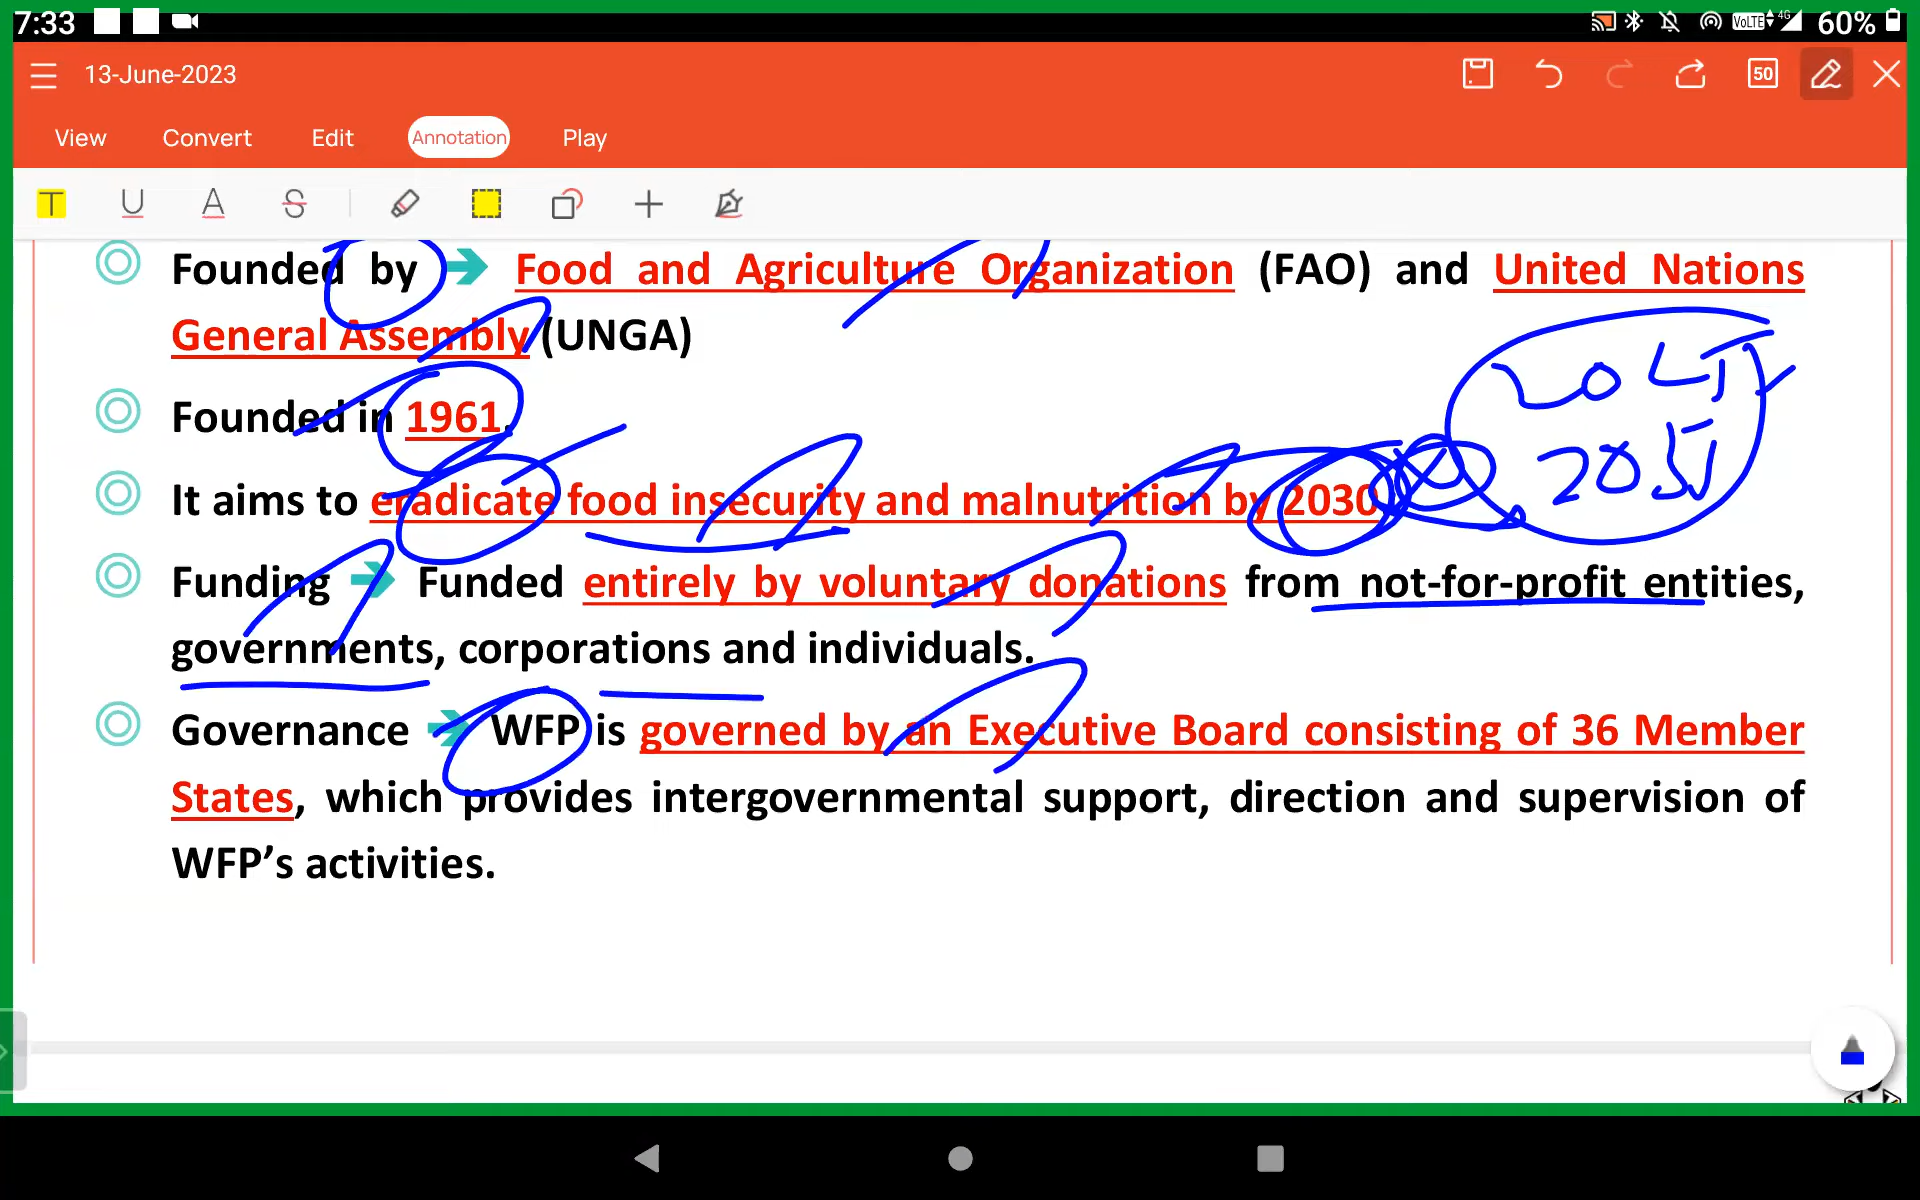 7:33
VoLTE 4G 60%
13-June-2023
50
View Convert Edit Annotation Play
T U A S
Founded by ➔ Food and Agriculture Organization (FAO) and United Nations
General Assembly (UNGA)
Founded in 1961.
It aims to eradicate food insecurity and malnutrition by 2030
Funding ➔ Funded entirely by voluntary donations from not-for-profit entities,
governments, corporations and individuals.
Governance ➔ WFP is governed by an Executive Board consisting of 36 Member
States, which provides intergovernmental support, direction and supervision of
WFP’s activities.